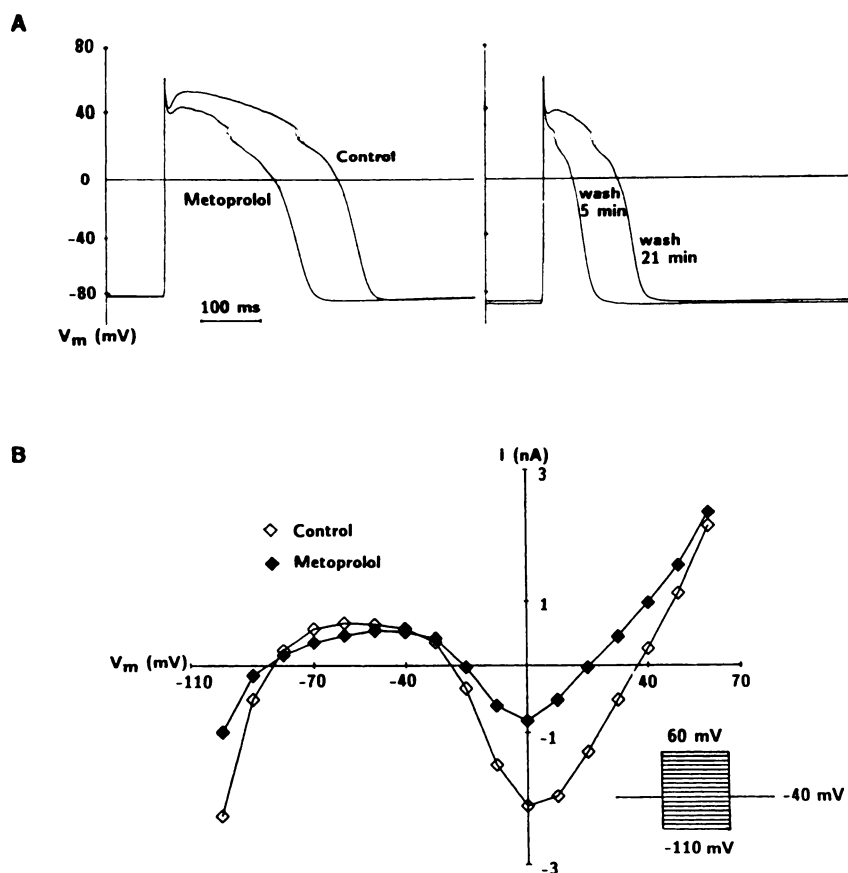 A
80
40
0
-40
-80
Vm (mV)
Control
Metoprolol
100 ms
wash
5 min
wash
21 min
B
I (nA)
3
1
-1
-3
Control
Metoprolol
Vm (mV)
-110
-70
-40
40
70
60 mV
-40 mV
-110 mV